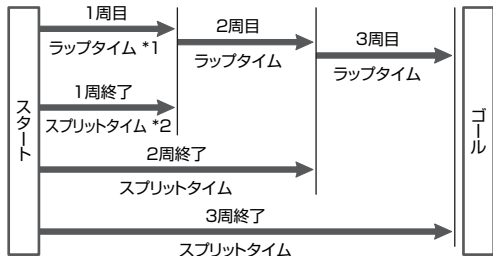 スタート
1周目
ラップタイム *1
2周目
ラップタイム
3周目
ラップタイム
1周終了
スプリットタイム *2
2周終了
スプリットタイム
3周終了
スプリットタイム
ゴール